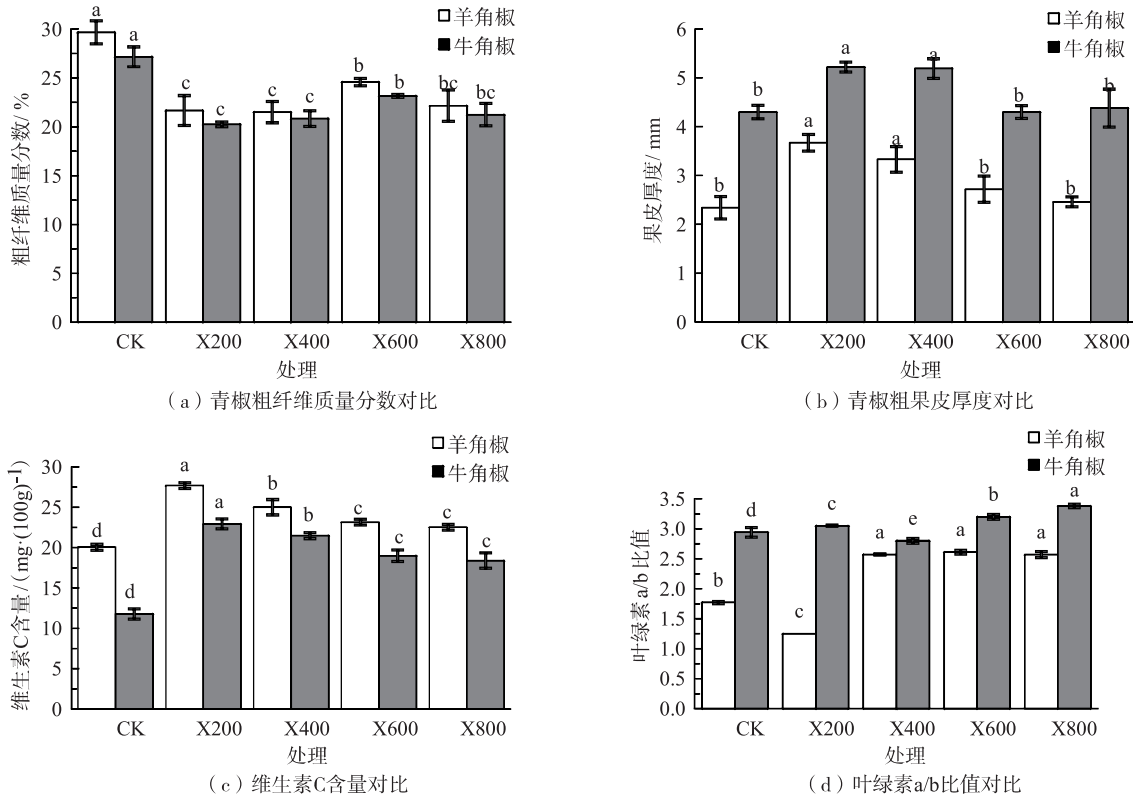 羊角椒
牛角椒
粗纤维质量分数/ %
30
25
20
15
10
5
0
a
a
c
c
c
c
b
b
bc
bc
CK
X200
X400
X600
X800
处理
（a）青椒粗纤维质量分数对比
羊角椒
牛角椒
果皮厚度/ mm
6
5
4
3
2
1
0
b
b
a
a
a
a
b
b
b
b
CK
X200
X400
X600
X800
处理
（b）青椒粗果皮厚度对比
羊角椒
牛角椒
维生素C含量/(mg·(100g)-1)
30
25
20
15
10
15
0
d
d
a
a
b
b
c
c
c
c
CK
X200
X400
X600
X800
处理
（c）维生素C含量对比
羊角椒
牛角椒
叶绿素a/b比值
3.5
3.0
2.5
2.0
1.5
1.0
0.5
0.0
b
d
c
c
a
e
a
b
a
a
CK
X200
X400
X600
X800
处理
（d）叶绿素a/b比值对比